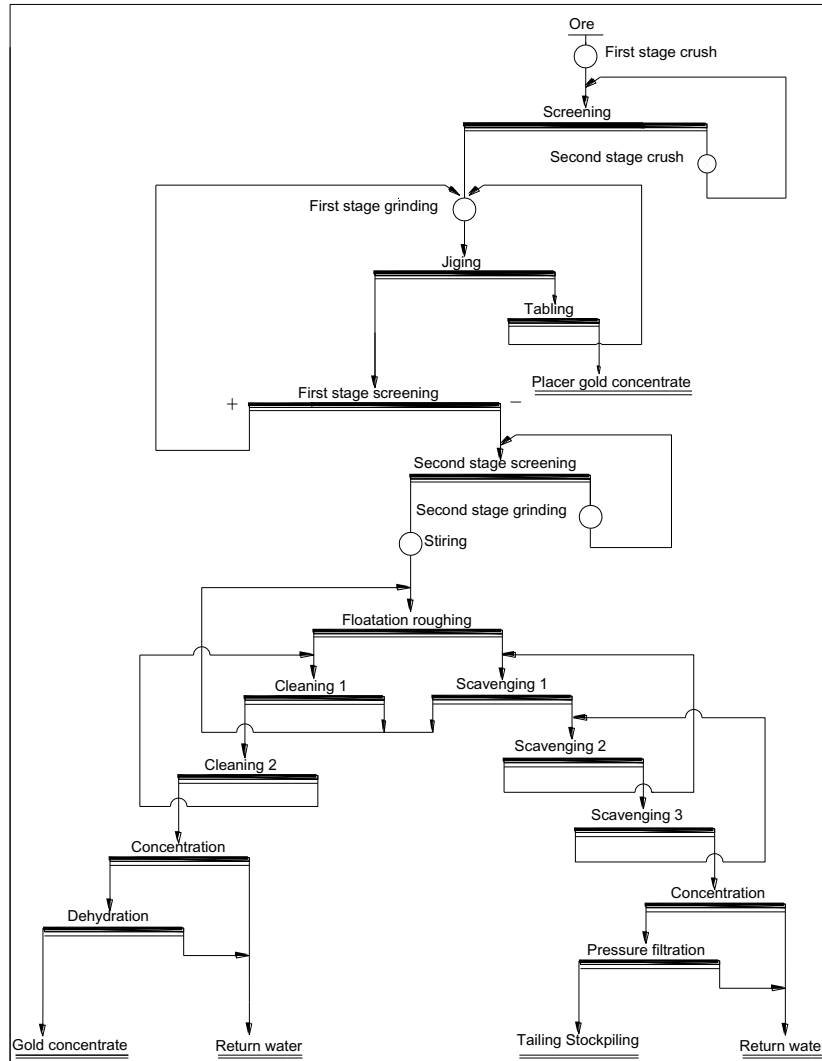 Ore
First stage crush
Screening
Second stage crush
First stage grinding
Jiging
Tabling
Placer gold concentrate
First stage screening
+
−
Second stage screening
Second stage grinding
Stiring
Floatation roughing
Cleaning 1
Scavenging 1
Scavenging 2
Cleaning 2
Scavenging 3
Concentration
Concentration
Dehydration
Pressure filtration
Gold concentrate
Return water
Tailing Stockpiling
Return wate